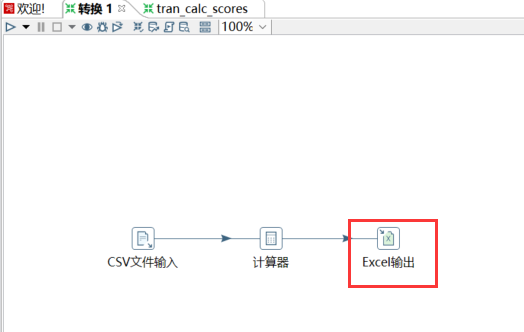 欢迎! 转换 1 tran_calc_scores
100%
CSV文件输入 计算器 Excel输出